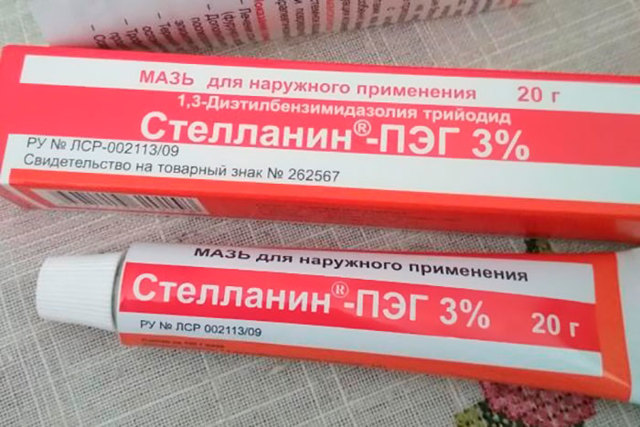 МАЗЬ для наружного применения 20 г
1,3-Диэтилбензимидазолия трийодид
Стелланин®-ПЭГ 3%
РУ № ЛСР-002113/09
Свидетельство на товарный знак № 262567
МАЗЬ для наружного применения
Стелланин®-ПЭГ 3% 20 г
РУ № ЛСР 002113/09